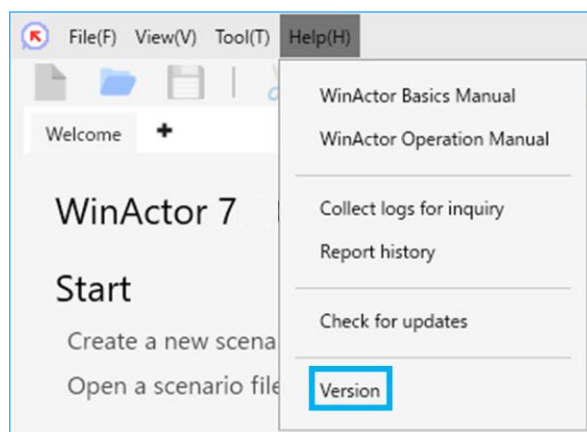 File(F) View(V) Tool(T) Help(H)
WinActor Basics Manual
WinActor Operation Manual
Collect logs for inquiry
Report history
Check for updates
Version
Welcome
WinActor 7
Start
Create a new scena
Open a scenario file